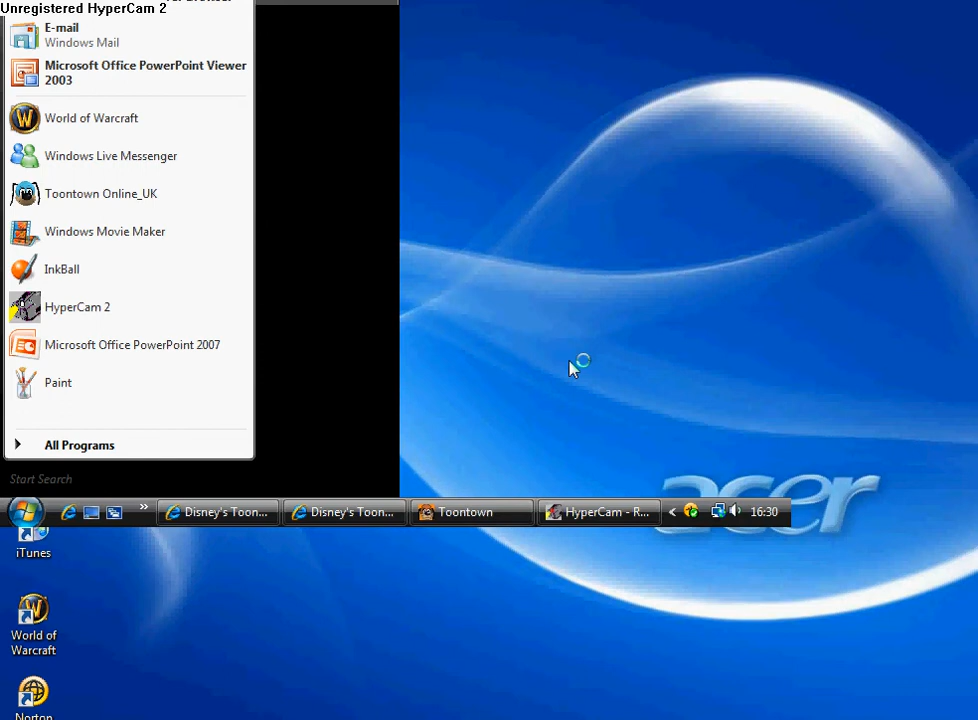 Unregistered HyperCam 2
E-mail
Windows Mail
Microsoft Office PowerPoint Viewer
2003
World of Warcraft
Windows Live Messenger
Toontown Online_UK
Windows Movie Maker
InkBall
HyperCam 2
Microsoft Office PowerPoint 2007
Paint
All Programs
Start Search
Disney's Toon...
Disney's Toon...
Toontown
HyperCam - R...
16:30
acer
iTunes
World of
Warcraft
Norton